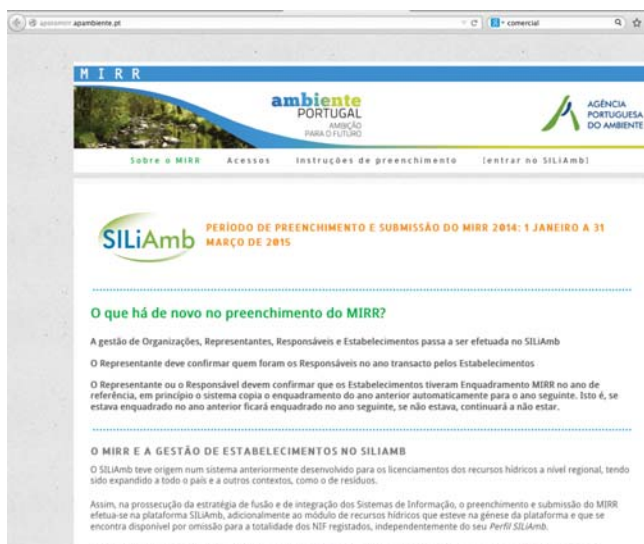 apambiente.pt
comercial
M I R R
ambiente
PORTUGAL
AMBIÇÃO
PARA O FUTURO
AGÊNCIA
PORTUGUESA
DO AMBIENTE
Sobre o MIRR Acessos Instruções de preenchimento [entrar no SILiAmb]
SILiAmb
PERÍODO DE PREENCHIMENTO E SUBMISSÃO DO MIRR 2014: 1 JANEIRO A 31
MARÇO DE 2015
O que há de novo no preenchimento do MIRR?
A gestão de Organizações, Representantes, Responsáveis e Estabelecimentos passa a ser efetuada no SILiAmb
O Representante deve confirmar quem foram os Responsáveis no ano transacto pelos Estabelecimentos
O Representante ou o Responsável devem confirmar que os Estabelecimentos tiveram Enquadramento MIRR no ano de
referência, em princípio o sistema copia o enquadramento do ano anterior automaticamente para o ano seguinte. Isto é, se
estava enquadrado no ano anterior ficará enquadrado no ano seguinte, se não estava, continuará a não estar.
O MIRR E A GESTÃO DE ESTABELECIMENTOS NO SILIAMB
O SILiAmb teve origem num sistema anteriormente desenvolvido para os licenciamentos dos recursos hídricos a nível regional, tendo
sido expandido a todo o país e a outros contextos, como o de resíduos.
Assim, na prossecução da estratégia de fusão e de integração dos Sistemas de Informação, o preenchimento e submissão do MIRR
efetua-se na plataforma SILiAmb, adicionalmente ao módulo de recursos hídricos que esteve na génese da plataforma e que se
encontra disponível por omissão para a totalidade dos NIF registados, independentemente do seu Perfil SILiAmb.